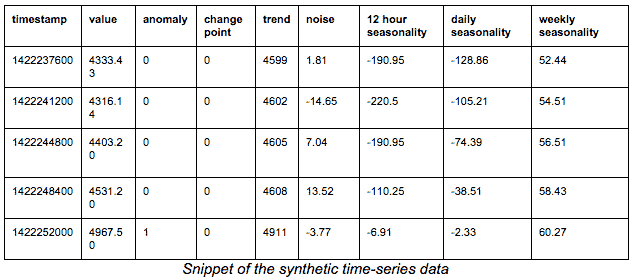 timestamp value anomaly change point trend noise 12 hour seasonality daily seasonality weekly seasonality
1422237600 4333.43 0 0 4599 1.81 -190.95 -128.86 52.44
1422241200 4316.14 0 0 4602 -14.65 -220.5 -105.21 54.51
1422244800 4403.20 0 0 4605 7.04 -190.95 -74.39 56.51
1422248400 4531.20 0 0 4608 13.52 -110.25 -38.51 58.43
1422252000 4967.50 1 0 4911 -3.77 -6.91 -2.33 60.27
Snippet of the synthetic time-series data